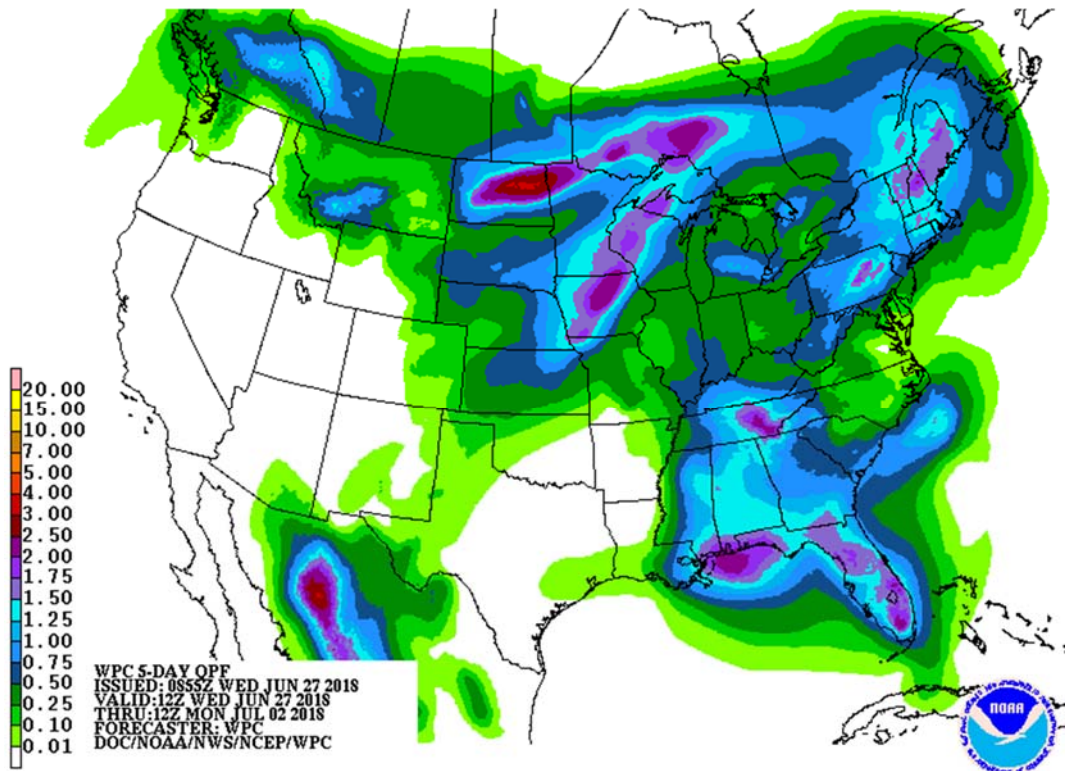 20.00
15.00
10.00
7.00
5.00
4.00
3.00
2.50
2.00
1.75
1.50
1.25
1.00
0.75
0.50
0.25
0.10
0.01
WPC 5-DAY QPF
ISSUED: 0855Z WED JUN 27 2018
VALID:12Z WED JUN 27 2018
THRU:12Z MON JUL 02 2018
FORECASTER: WPC
DOC/NOAA/NWS/NCEP/WPC
NOAA